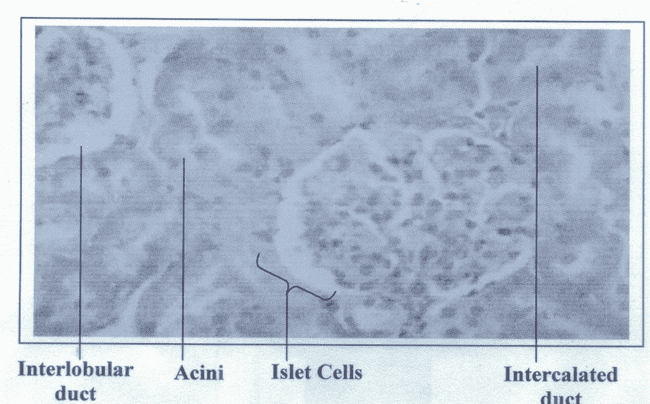 Interlobular
duct
Acini
Islet Cells
Intercalated
duct